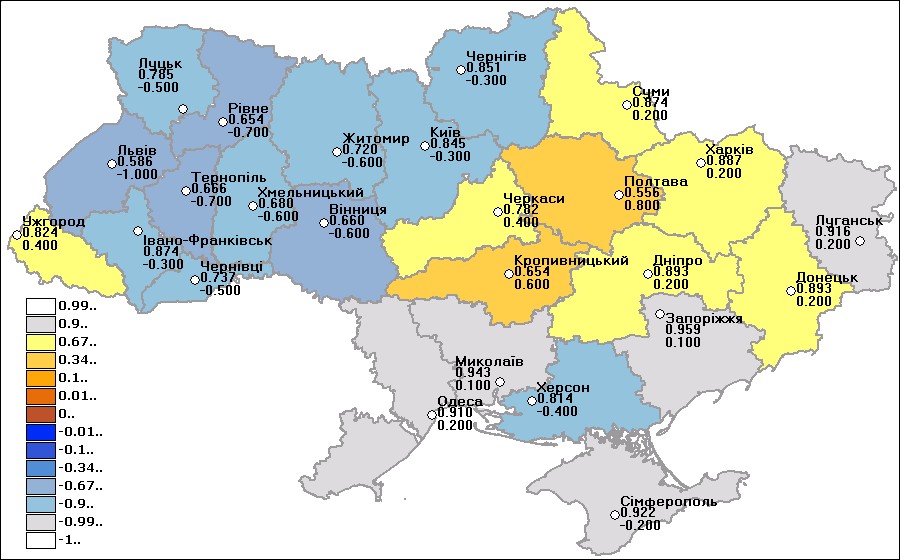 Чернігів
0.851
-0.300
Луцьк
0.785
-0.500
Суми
0.874
0.200
Рівне
0.654
-0.700
Київ
0.845
-0.300
Житомир
0.720
-0.600
Харків
0.887
0.200
Львів
0.586
-1.000
Тернопіль
0.666
-0.700
Полтава
0.556
0.800
Хмельницький
0.680
-0.600
Черкаси
0.782
0.400
Вінниця
0.660
-0.600
Луганськ
0.916
0.200
Ужгород
0.824
0.400
Івано-Франківськ
0.874
-0.300
Кропивницький
0.654
0.600
Дніпро
0.893
0.200
Чернівці
0.737
-0.500
Донецьк
0.893
0.200
Запоріжжя
0.959
0.100
Миколаїв
0.943
0.100
Херсон
0.814
-0.400
Одеса
0.910
0.200
Сімферополь
0.922
-0.200
0.99..
0.9..
0.67..
0.34..
0.1..
0.01..
0..
-0.01..
-0.1..
-0.34..
-0.67..
-0.9..
-0.99..
-1..